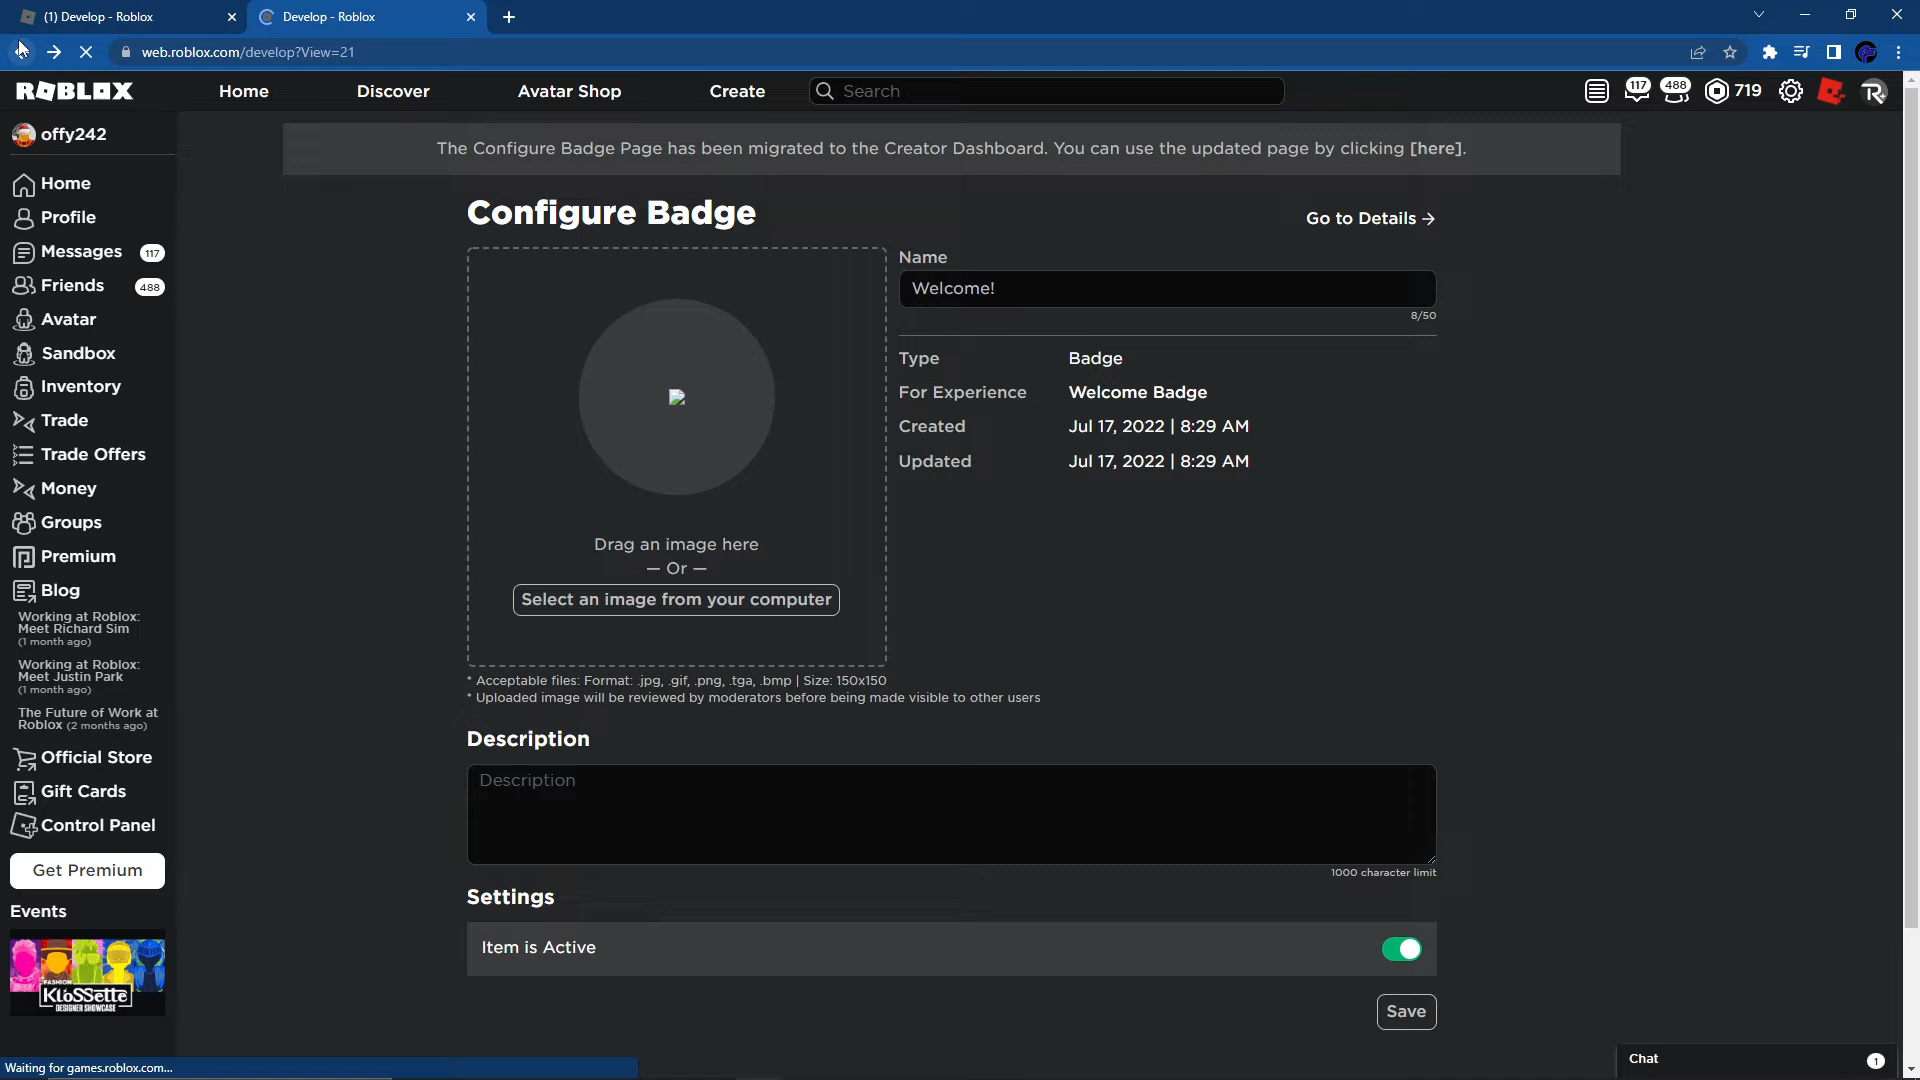 (1) Develop - Roblox
Develop - Roblox
web.roblox.com/develop?View=21
ROBLOX
Home
Discover
Avatar Shop
Create
Search
117
488
719
offy242
The Configure Badge Page has been migrated to the Creator Dashboard. You can use the updated page by clicking [here].
Home
Profile
Messages 117
Friends 488
Avatar
Sandbox
Inventory
Trade
Trade Offers
Money
Groups
Premium
Blog
Working at Roblox:
Meet Richard Sim
(1 month ago)
Working at Roblox:
Meet Justin Park
(1 month ago)
The Future of Work at
Roblox (2 months ago)
Official Store
Gift Cards
Control Panel
Get Premium
Events
FASHION
KloSSette
DESIGNER SHOWCASE
Configure Badge
Go to Details →
Name
Welcome!
8/50
Type Badge
For Experience Welcome Badge
Created Jul 17, 2022 | 8:29 AM
Updated Jul 17, 2022 | 8:29 AM
Drag an image here
— Or —
Select an image from your computer
* Acceptable files: Format: .jpg, .gif, .png, .tga, .bmp | Size: 150x150
* Uploaded image will be reviewed by moderators before being made visible to other users
Description
Description
1000 character limit
Settings
Item is Active
Save
Chat 1
Waiting for games.roblox.com...